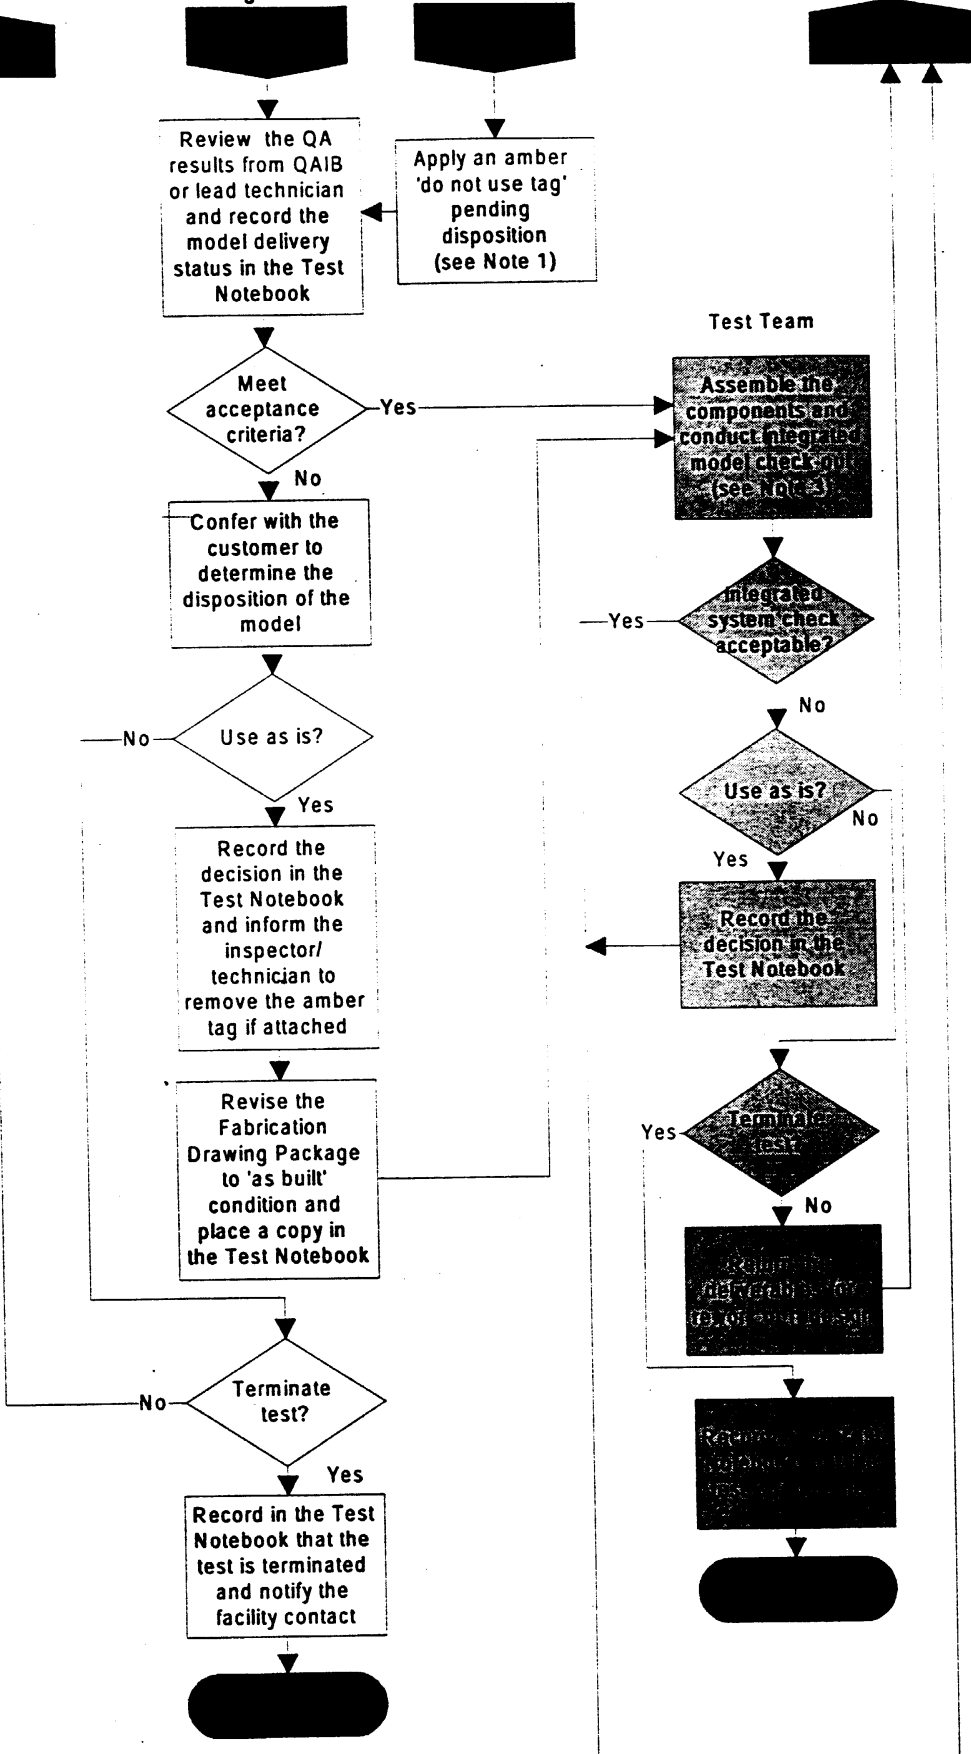 Review the QA
results from QAIB
or lead technician
and record the
model delivery
status in the Test
Notebook
Apply an amber
'do not use tag'
pending
disposition
(see Note 1)
Meet
acceptance
criteria?
Yes
No
Confer with the
customer to
determine the
disposition of the
model
Use as is?
No
Yes
Record the
decision in the
Test Notebook
and inform the
inspector/
technician to
remove the amber
tag if attached
Revise the
Fabrication
Drawing Package
to 'as built'
condition and
place a copy in
the Test Notebook
Terminate
test?
No
Yes
Record in the Test
Notebook that the
test is terminated
and notify the
facility contact
Test Team
Assemble the
components and
conduct integrated
model check-out
(see Note 3)
Integrated
system check
acceptable?
Yes
No
Use as is?
No
Yes
Record the
decision in the
Test Notebook
Terminate
test?
Yes
No